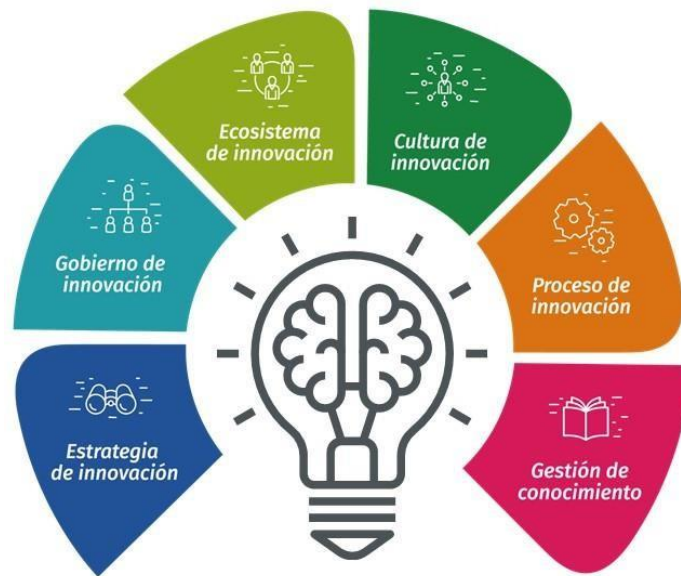 Estrategia
de innovación
Gobierno de
innovación
Ecosistema
de innovación
Cultura de
innovación
Proceso de
innovación
Gestión de
conocimiento